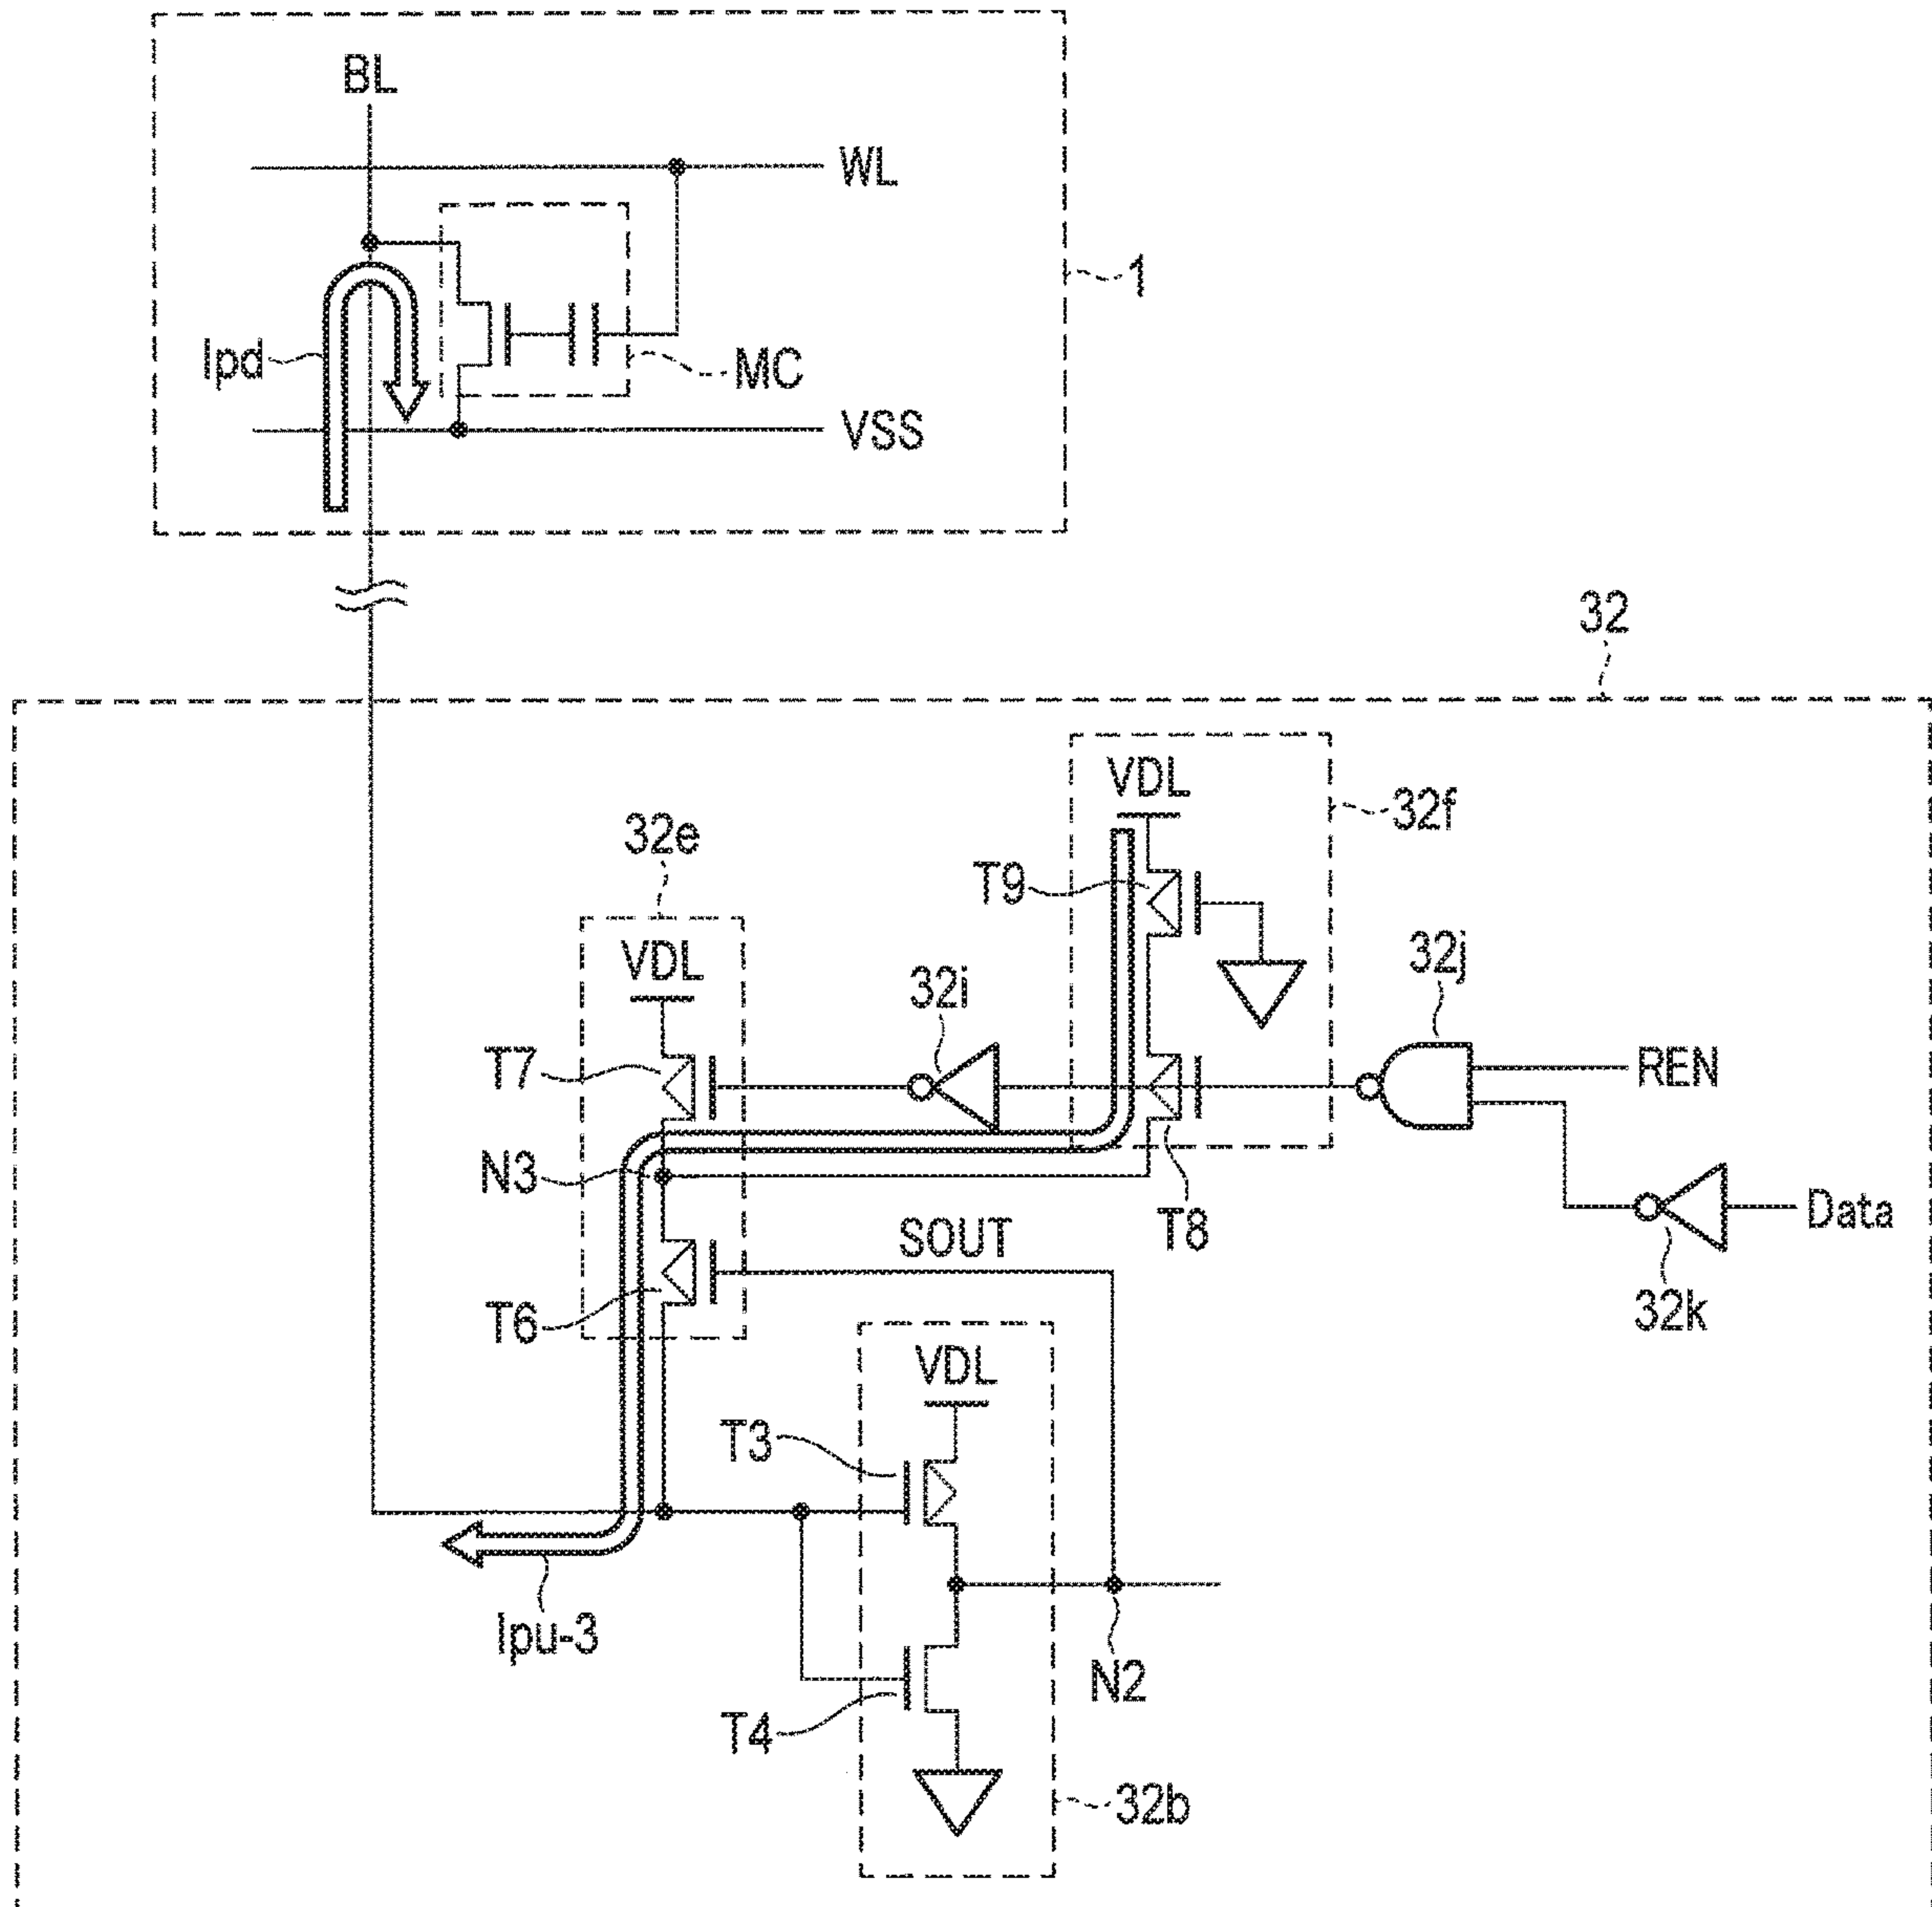 BL
WL
1
Ipd
MC
VSS
32
VDL
32f
32e
T9
VDL
32i
32j
T7
REN
N3
T8
Data
SOUT
T6
32k
VDL
T3
Ipu-3
N2
T4
32b